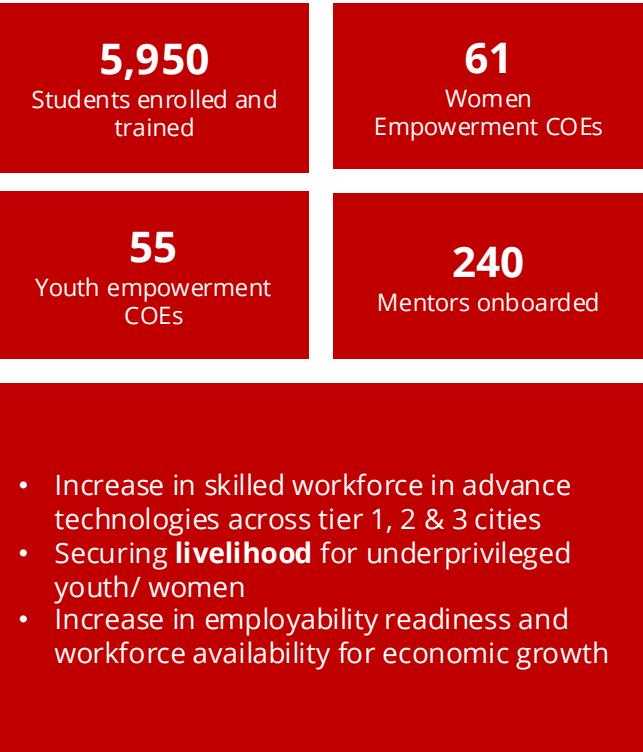 5,950
Students enrolled and
trained
61
Women
Empowerment COEs
55
Youth empowerment
COEs
240
Mentors onboarded
• Increase in skilled workforce in advance
technologies across tier 1, 2 & 3 cities
• Securing livelihood for underprivileged
youth/ women
• Increase in employability readiness and
workforce availability for economic growth